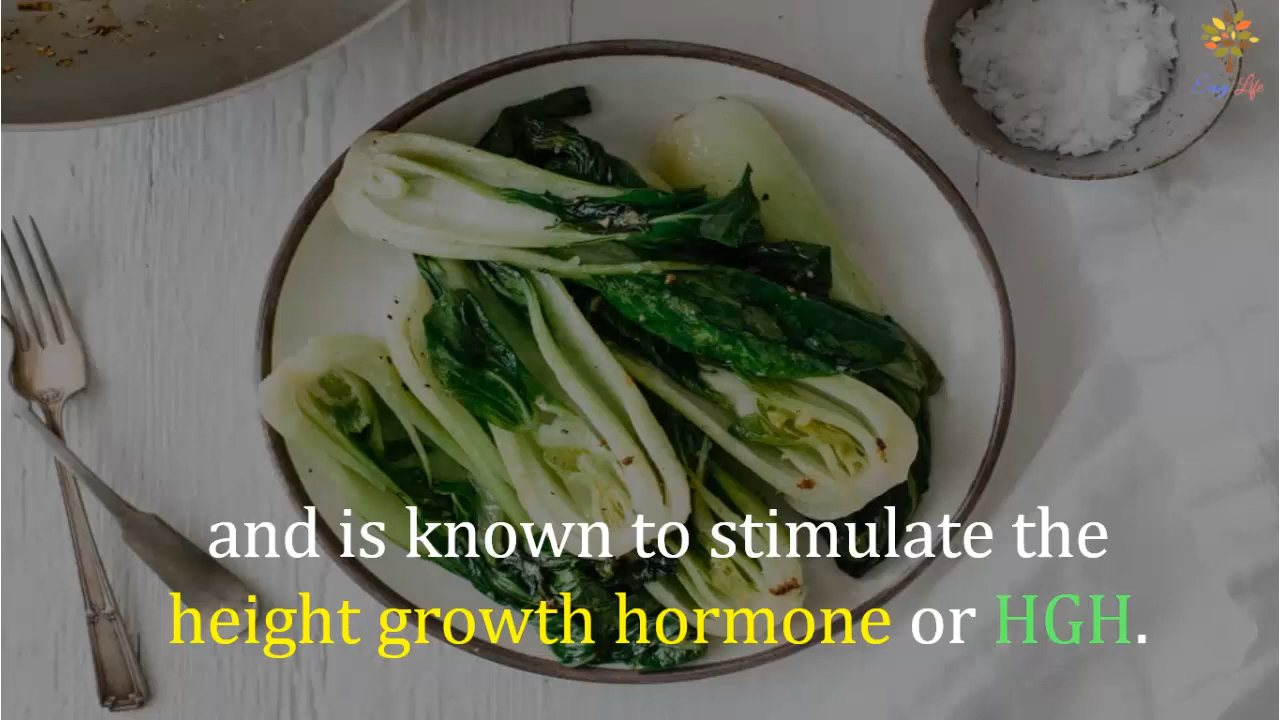 Easy Life
and is known to stimulate the
height growth hormone or HGH.